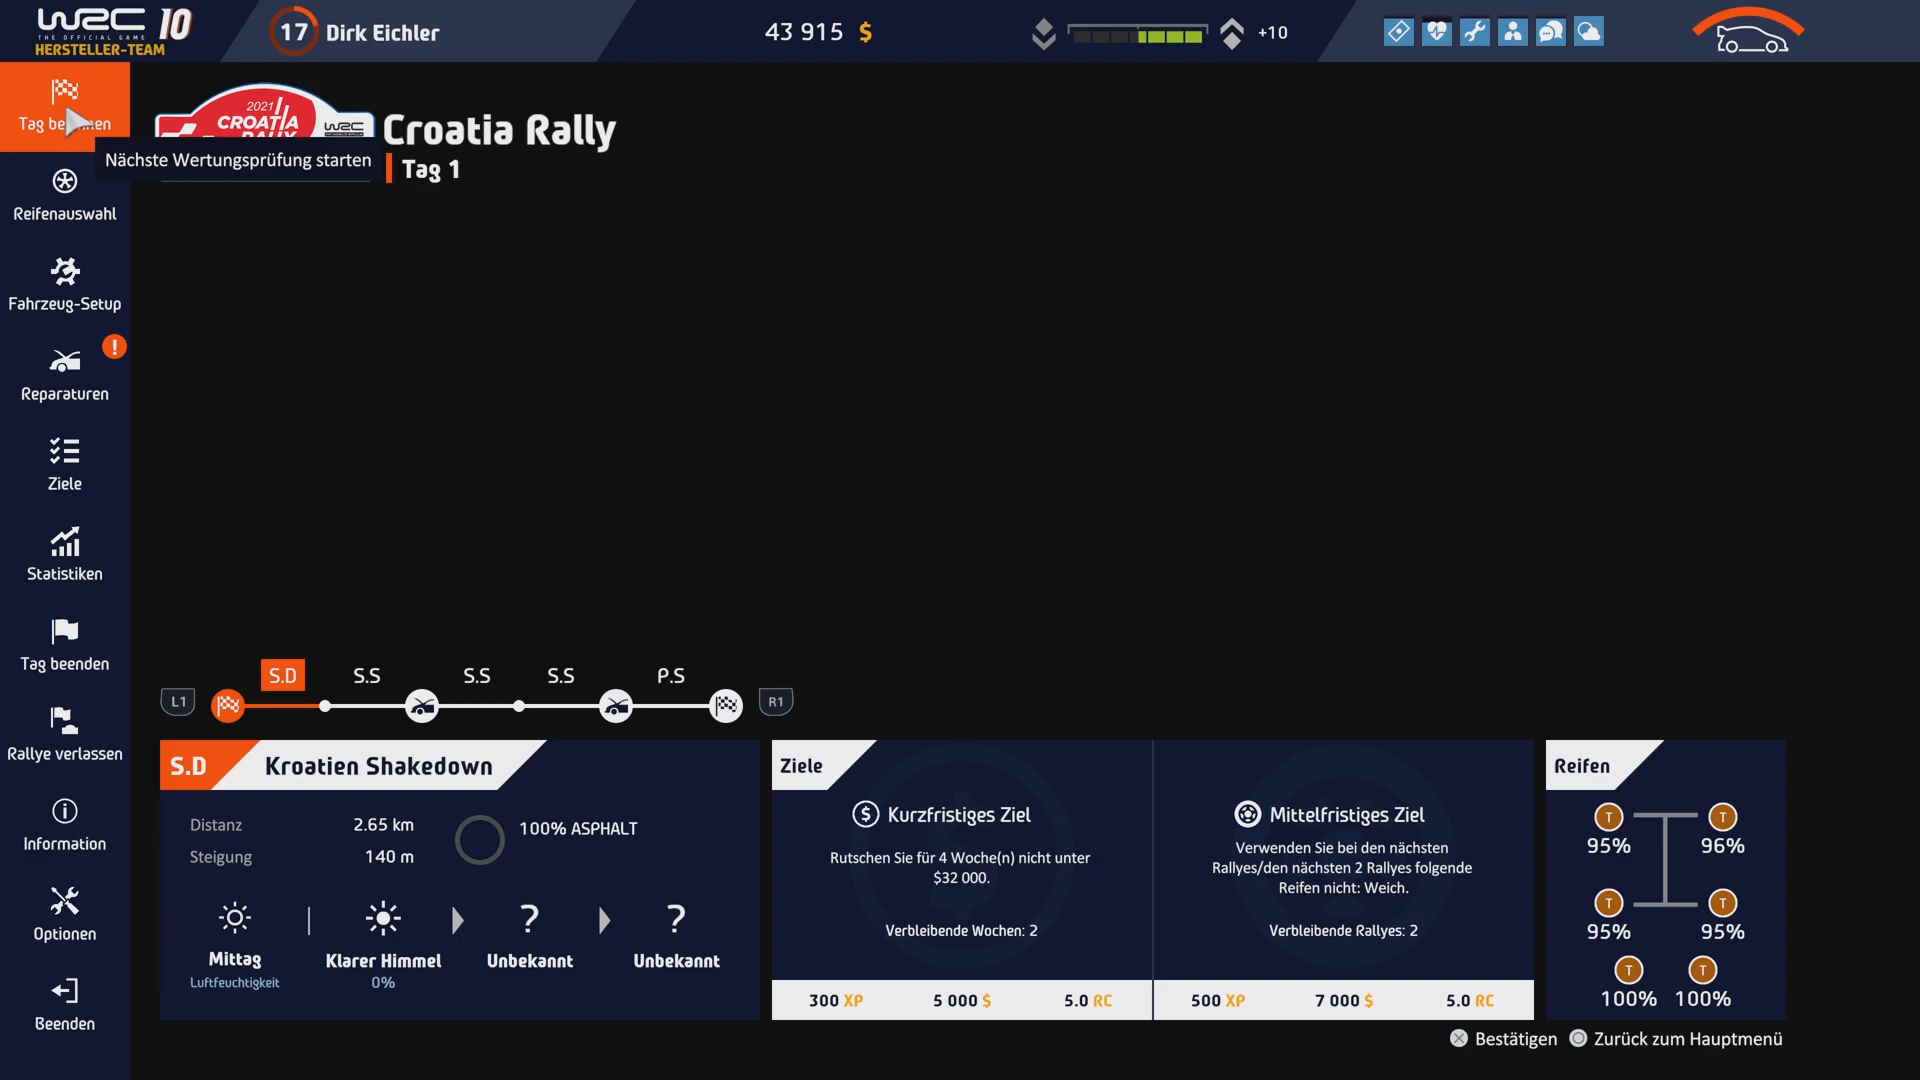 WRC 10
THE OFFICIAL GAME
HERSTELLER-TEAM
17 Dirk Eichler
43 915 $
+10
Tag be nen
Nächste Wertungsprüfung starten
Reifenauswahl
Fahrzeug-Setup
!
Reparaturen
Ziele
Statistiken
Tag beenden
Rallye verlassen
Information
Optionen
Beenden
2021
CROATIA
RALLY
WRC
Croatia Rally
Tag 1
S.D S.S S.S S.S P.S
L1 R1
S.D Kroatien Shakedown
Distanz 2.65 km
Steigung 140 m
100% ASPHALT
? ?
Mittag Klarer Himmel Unbekannt Unbekannt
Luftfeuchtigkeit 0%
Ziele
$ Kurzfristiges Ziel
Rutschen Sie für 4 Woche(n) nicht unter
$32 000.
Verbleibende Wochen: 2
300 XP 5 000 $ 5.0 RC
Mittelfristiges Ziel
Verwenden Sie bei den nächsten
Rallyes/den nächsten 2 Rallyes folgende
Reifen nicht: Weich.
Verbleibende Rallyes: 2
500 XP 7 000 $ 5.0 RC
Reifen
T T
95% 96%
T T
95% 95%
T T
100% 100%
Bestätigen Zurück zum Hauptmenü